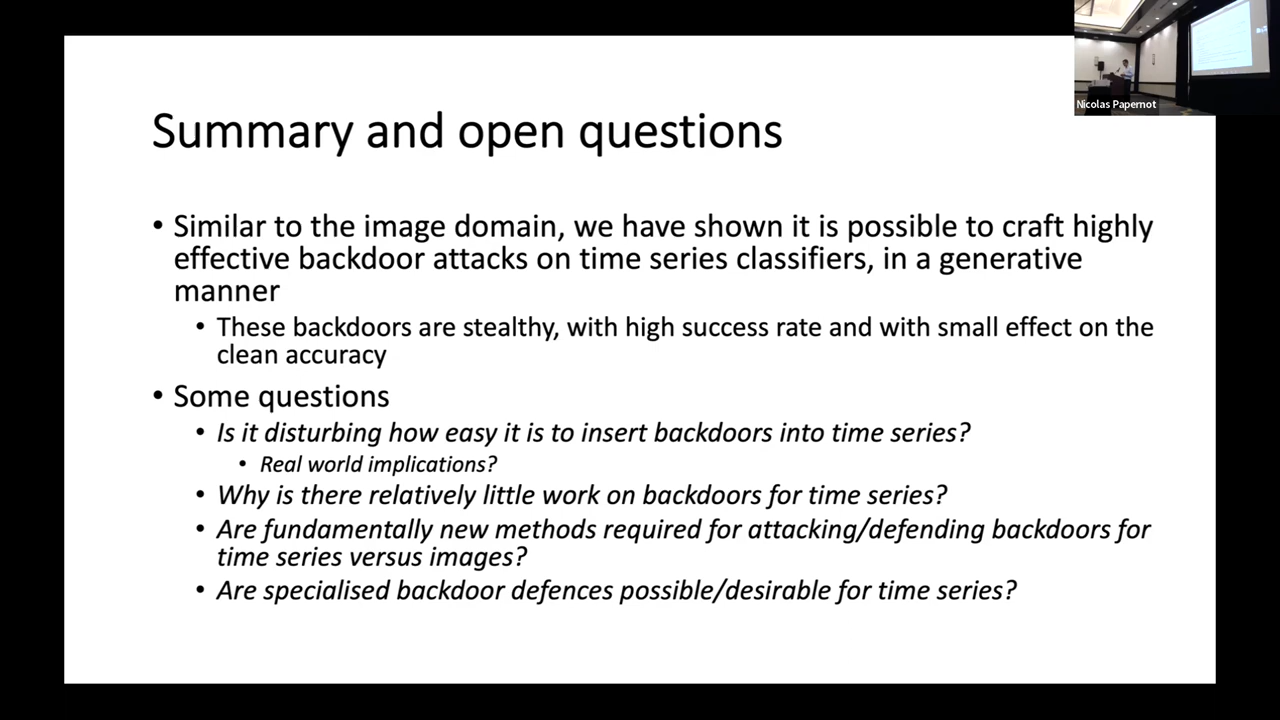 Nicolas Papernot
Summary and open questions
• Similar to the image domain, we have shown it is possible to craft highly
effective backdoor attacks on time series classifiers, in a generative
manner
• These backdoors are stealthy, with high success rate and with small effect on the
clean accuracy
• Some questions
• Is it disturbing how easy it is to insert backdoors into time series?
• Real world implications?
• Why is there relatively little work on backdoors for time series?
• Are fundamentally new methods required for attacking/defending backdoors for
time series versus images?
• Are specialised backdoor defences possible/desirable for time series?